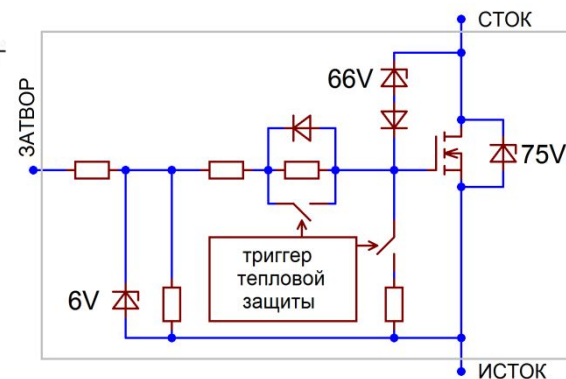 СТОК
66V
ЗАТВОР
75V
триггер
тепловой
защиты
6V
ИСТОК